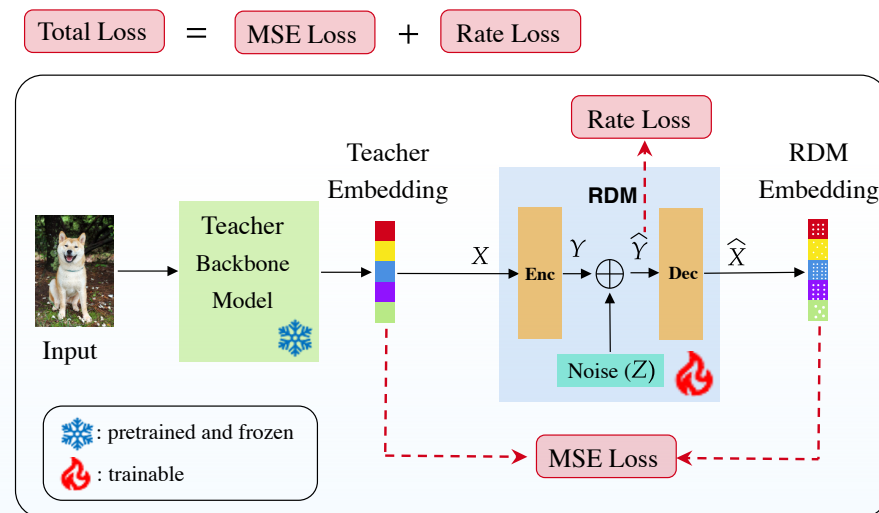 Total Loss = MSE Loss + Rate Loss
Rate Loss
Teacher
Embedding
RDM
Embedding
RDM
Teacher
Backbone
Model
X
Enc
Y
Ŷ
Dec
X̂
Input
Noise (Z)
MSE Loss
: pretrained and frozen
: trainable